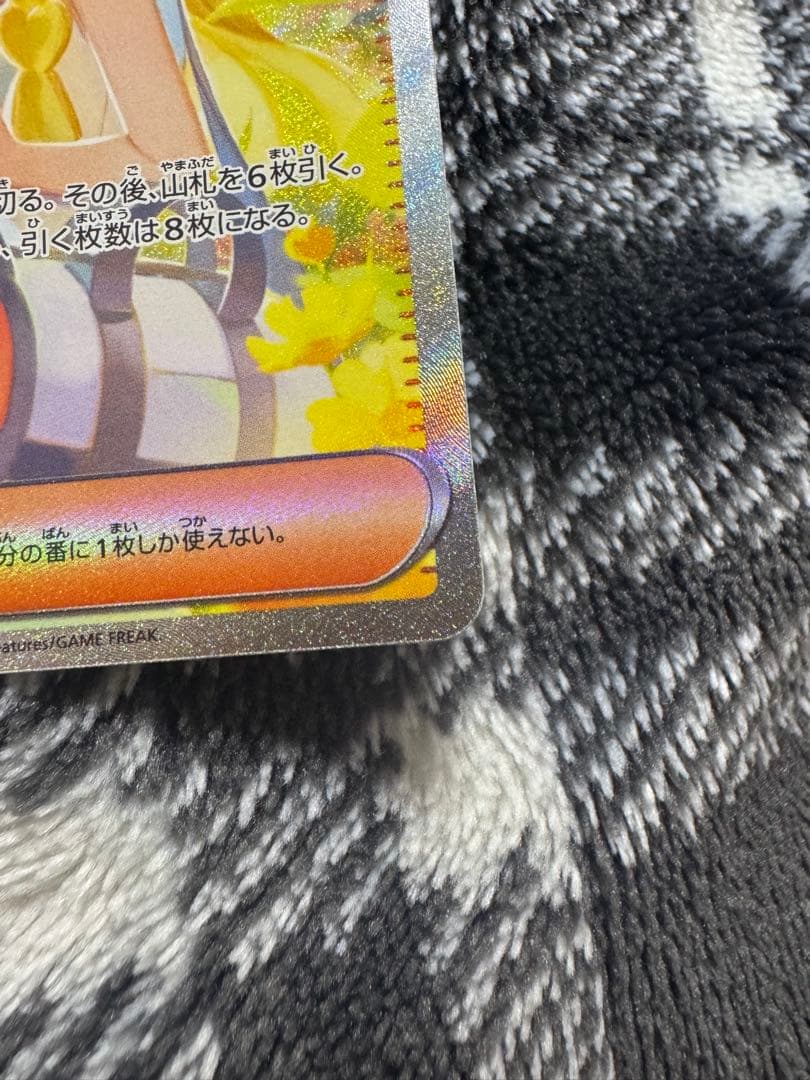 切る。その後、山札を6枚引く。
、引く枚数は8枚になる。
分の番に1枚しか使えない。
eatures/GAME FREAK